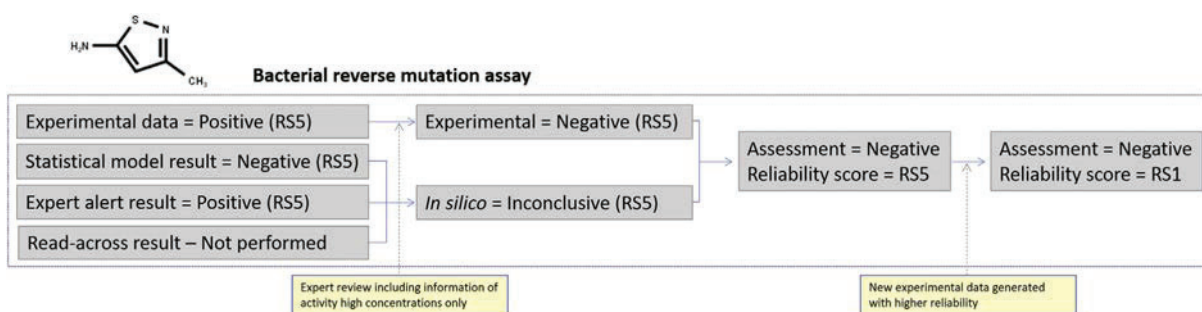 S
N
H₂N
CH₃
Bacterial reverse mutation assay
Experimental data = Positive (RS5)
Statistical model result = Negative (RS5)
Expert alert result = Positive (RS5)
Read-across result – Not performed
Experimental = Negative (RS5)
In silico = Inconclusive (RS5)
Assessment = Negative
Reliability score = RS5
Assessment = Negative
Reliability score = RS1
Expert review including information of
activity high concentrations only
New experimental data generated
with higher reliability